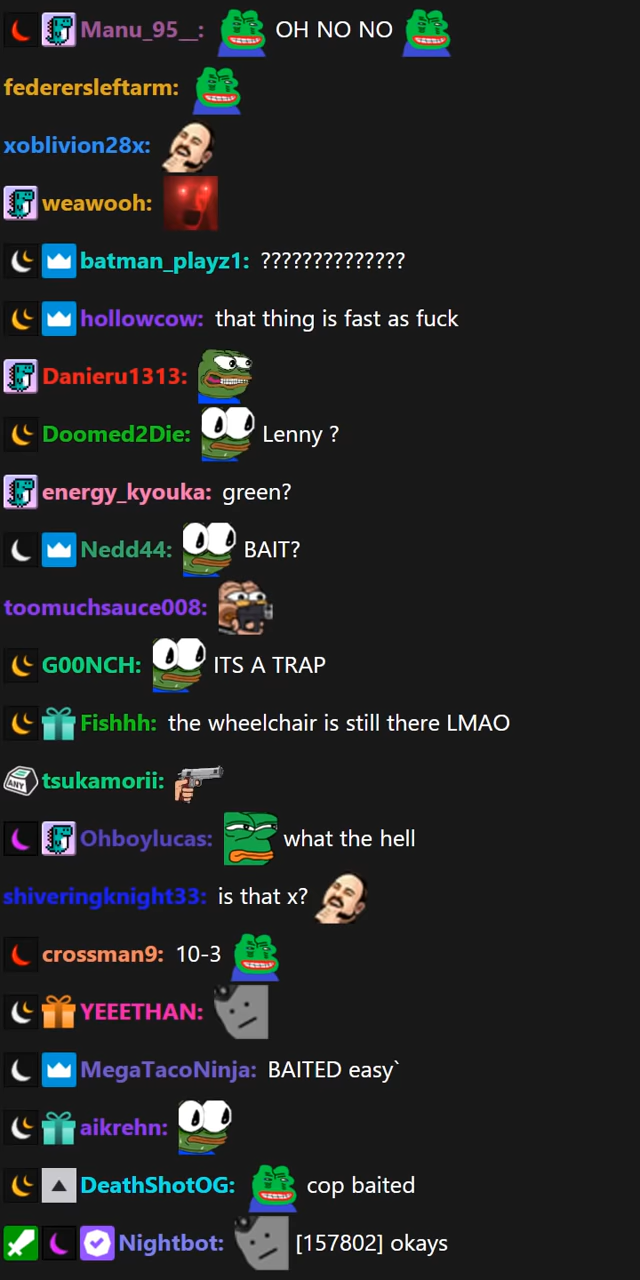 Manu_95__: OH NO NO
federersleftarm:
xoblivion28x:
weawooh:
batman_playz1: ??????????????
hollowcow: that thing is fast as fuck
Danieru1313:
Doomed2Die: Lenny ?
energy_kyouka: green?
Nedd44: BAIT?
toomuchsauce008:
G00NCH: ITS A TRAP
Fishhh: the wheelchair is still there LMAO
ANY tsukamorii:
Ohboylucas: what the hell
shiveringknight33: is that x?
crossman9: 10-3
YEEETHAN:
MegaTacoNinja: BAITED easy`
aikrehn:
DeathShotOG: cop baited
Nightbot: [157802] okays